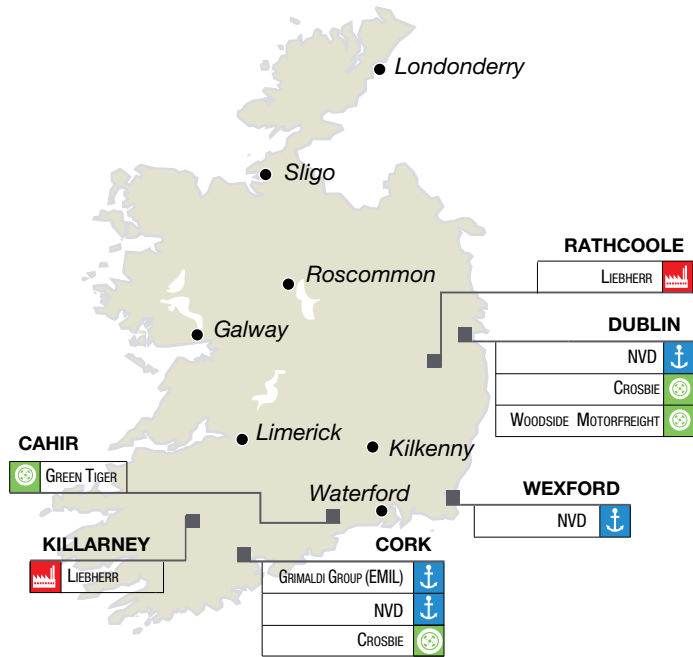 Londonderry
Sligo
RATHCOOLE
LIEBHERR
Roscommon
DUBLIN
Galway
NVD
CROSBIE
WOODSIDE MOTORFREIGHT
CAHIR
Limerick
Kilkenny
GREEN TIGER
Waterford
WEXFORD
NVD
KILLARNEY
CORK
LIEBHERR
GRIMALDI GROUP (EMIL)
NVD
CROSBIE